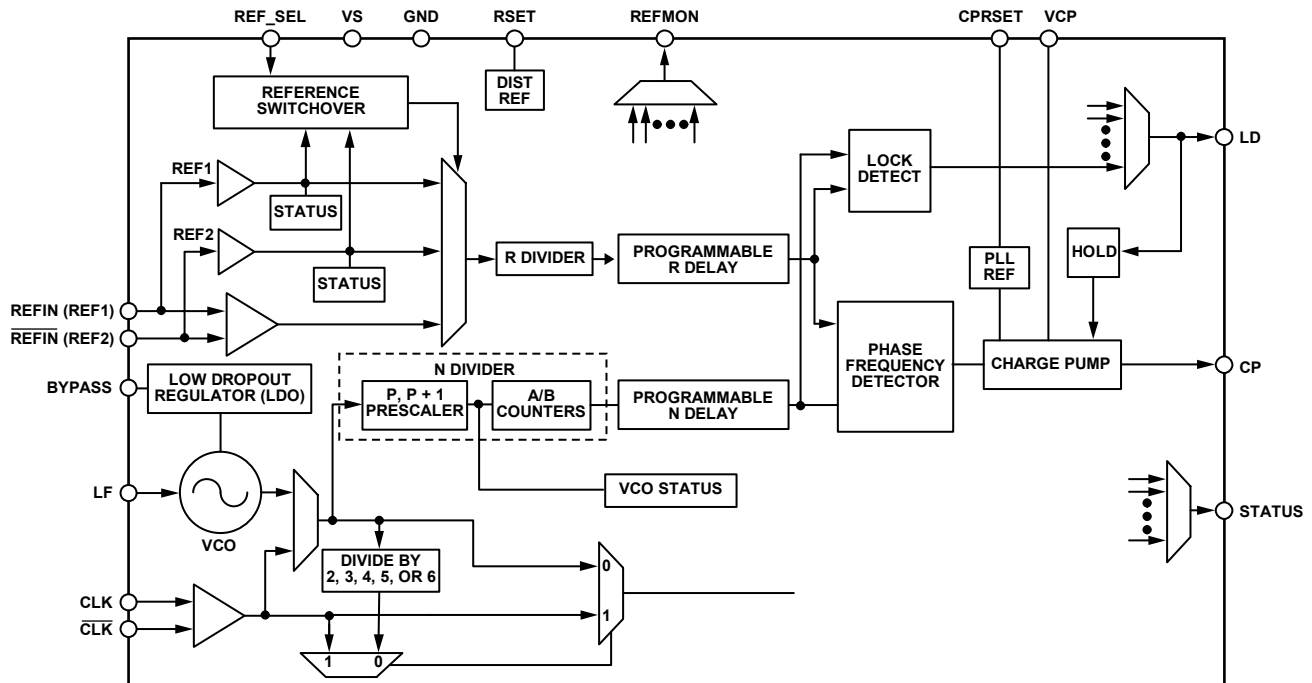 REF_SEL
VS
GND
RSET
REFMON
CPRSET
VCP
REFERENCE
SWITCHOVER
DIST
REF
REF1
STATUS
REF2
STATUS
R DIVIDER
PROGRAMMABLE
R DELAY
LOCK
DETECT
LD
HOLD
PLL
REF
REFIN (REF1)
REFIN (REF2)
BYPASS
LOW DROPOUT
REGULATOR (LDO)
N DIVIDER
P, P + 1
PRESCALER
A/B
COUNTERS
PROGRAMMABLE
N DELAY
PHASE
FREQUENCY
DETECTOR
CHARGE PUMP
CP
LF
VCO
VCO STATUS
STATUS
DIVIDE BY
2, 3, 4, 5, OR 6
0
1
CLK
CLK
1 0